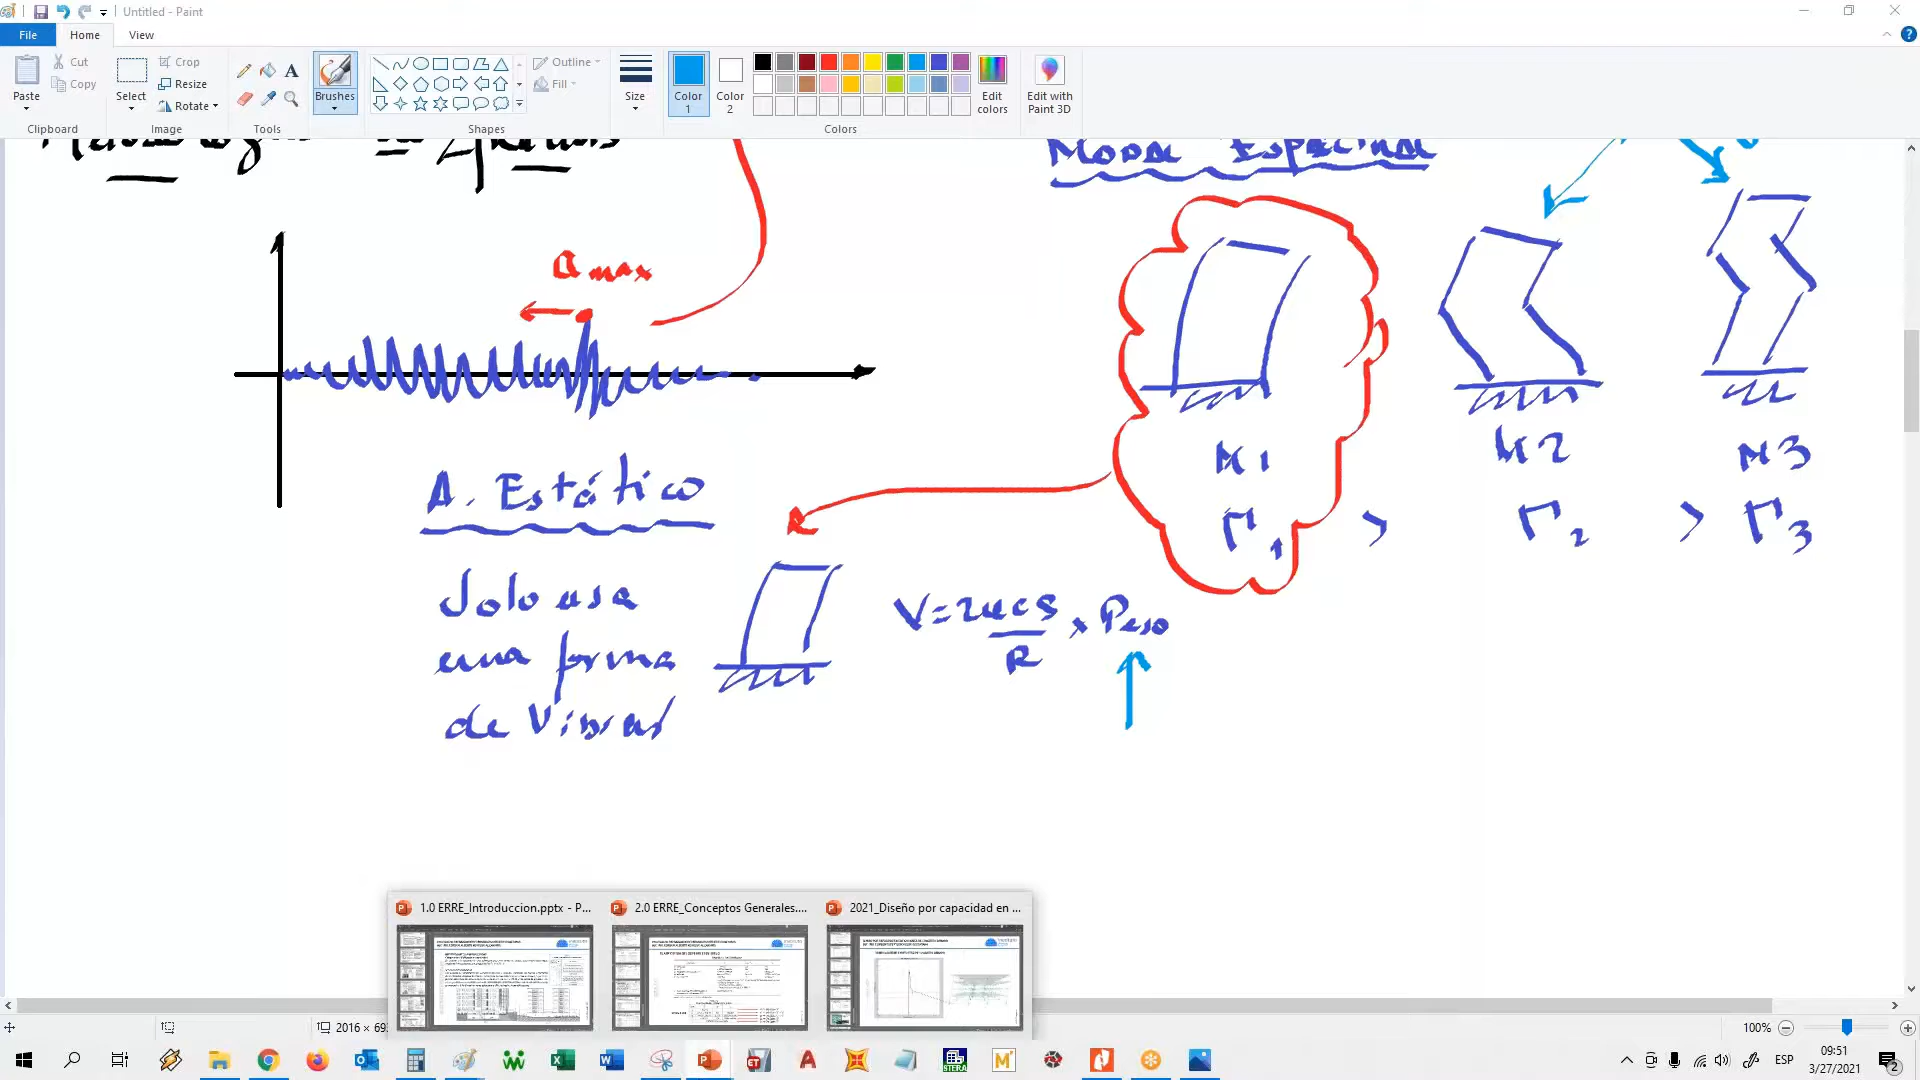 Untitled - Paint
File
Home
View
Cut
Copy
Paste
Clipboard
Select
Crop
Resize
Rotate
Image
Tools
Brushes
Shapes
Outline
Fill
Size
Color 1
Color 2
Edit colors
Colors
Edit with Paint 3D
Modal Espectral
amax
A. Estático
Solo usa
una forma
de Vibrar
V=ZUCS/R x Peso
M1
M2
M3
Γ1 > Γ2 > Γ3
1.0 ERRE_Introduccion.pptx - P...
2.0 ERRE_Conceptos Generales....
2021_Diseño por capacidad en ...
100%
ESP
09:51
3/27/2021
2